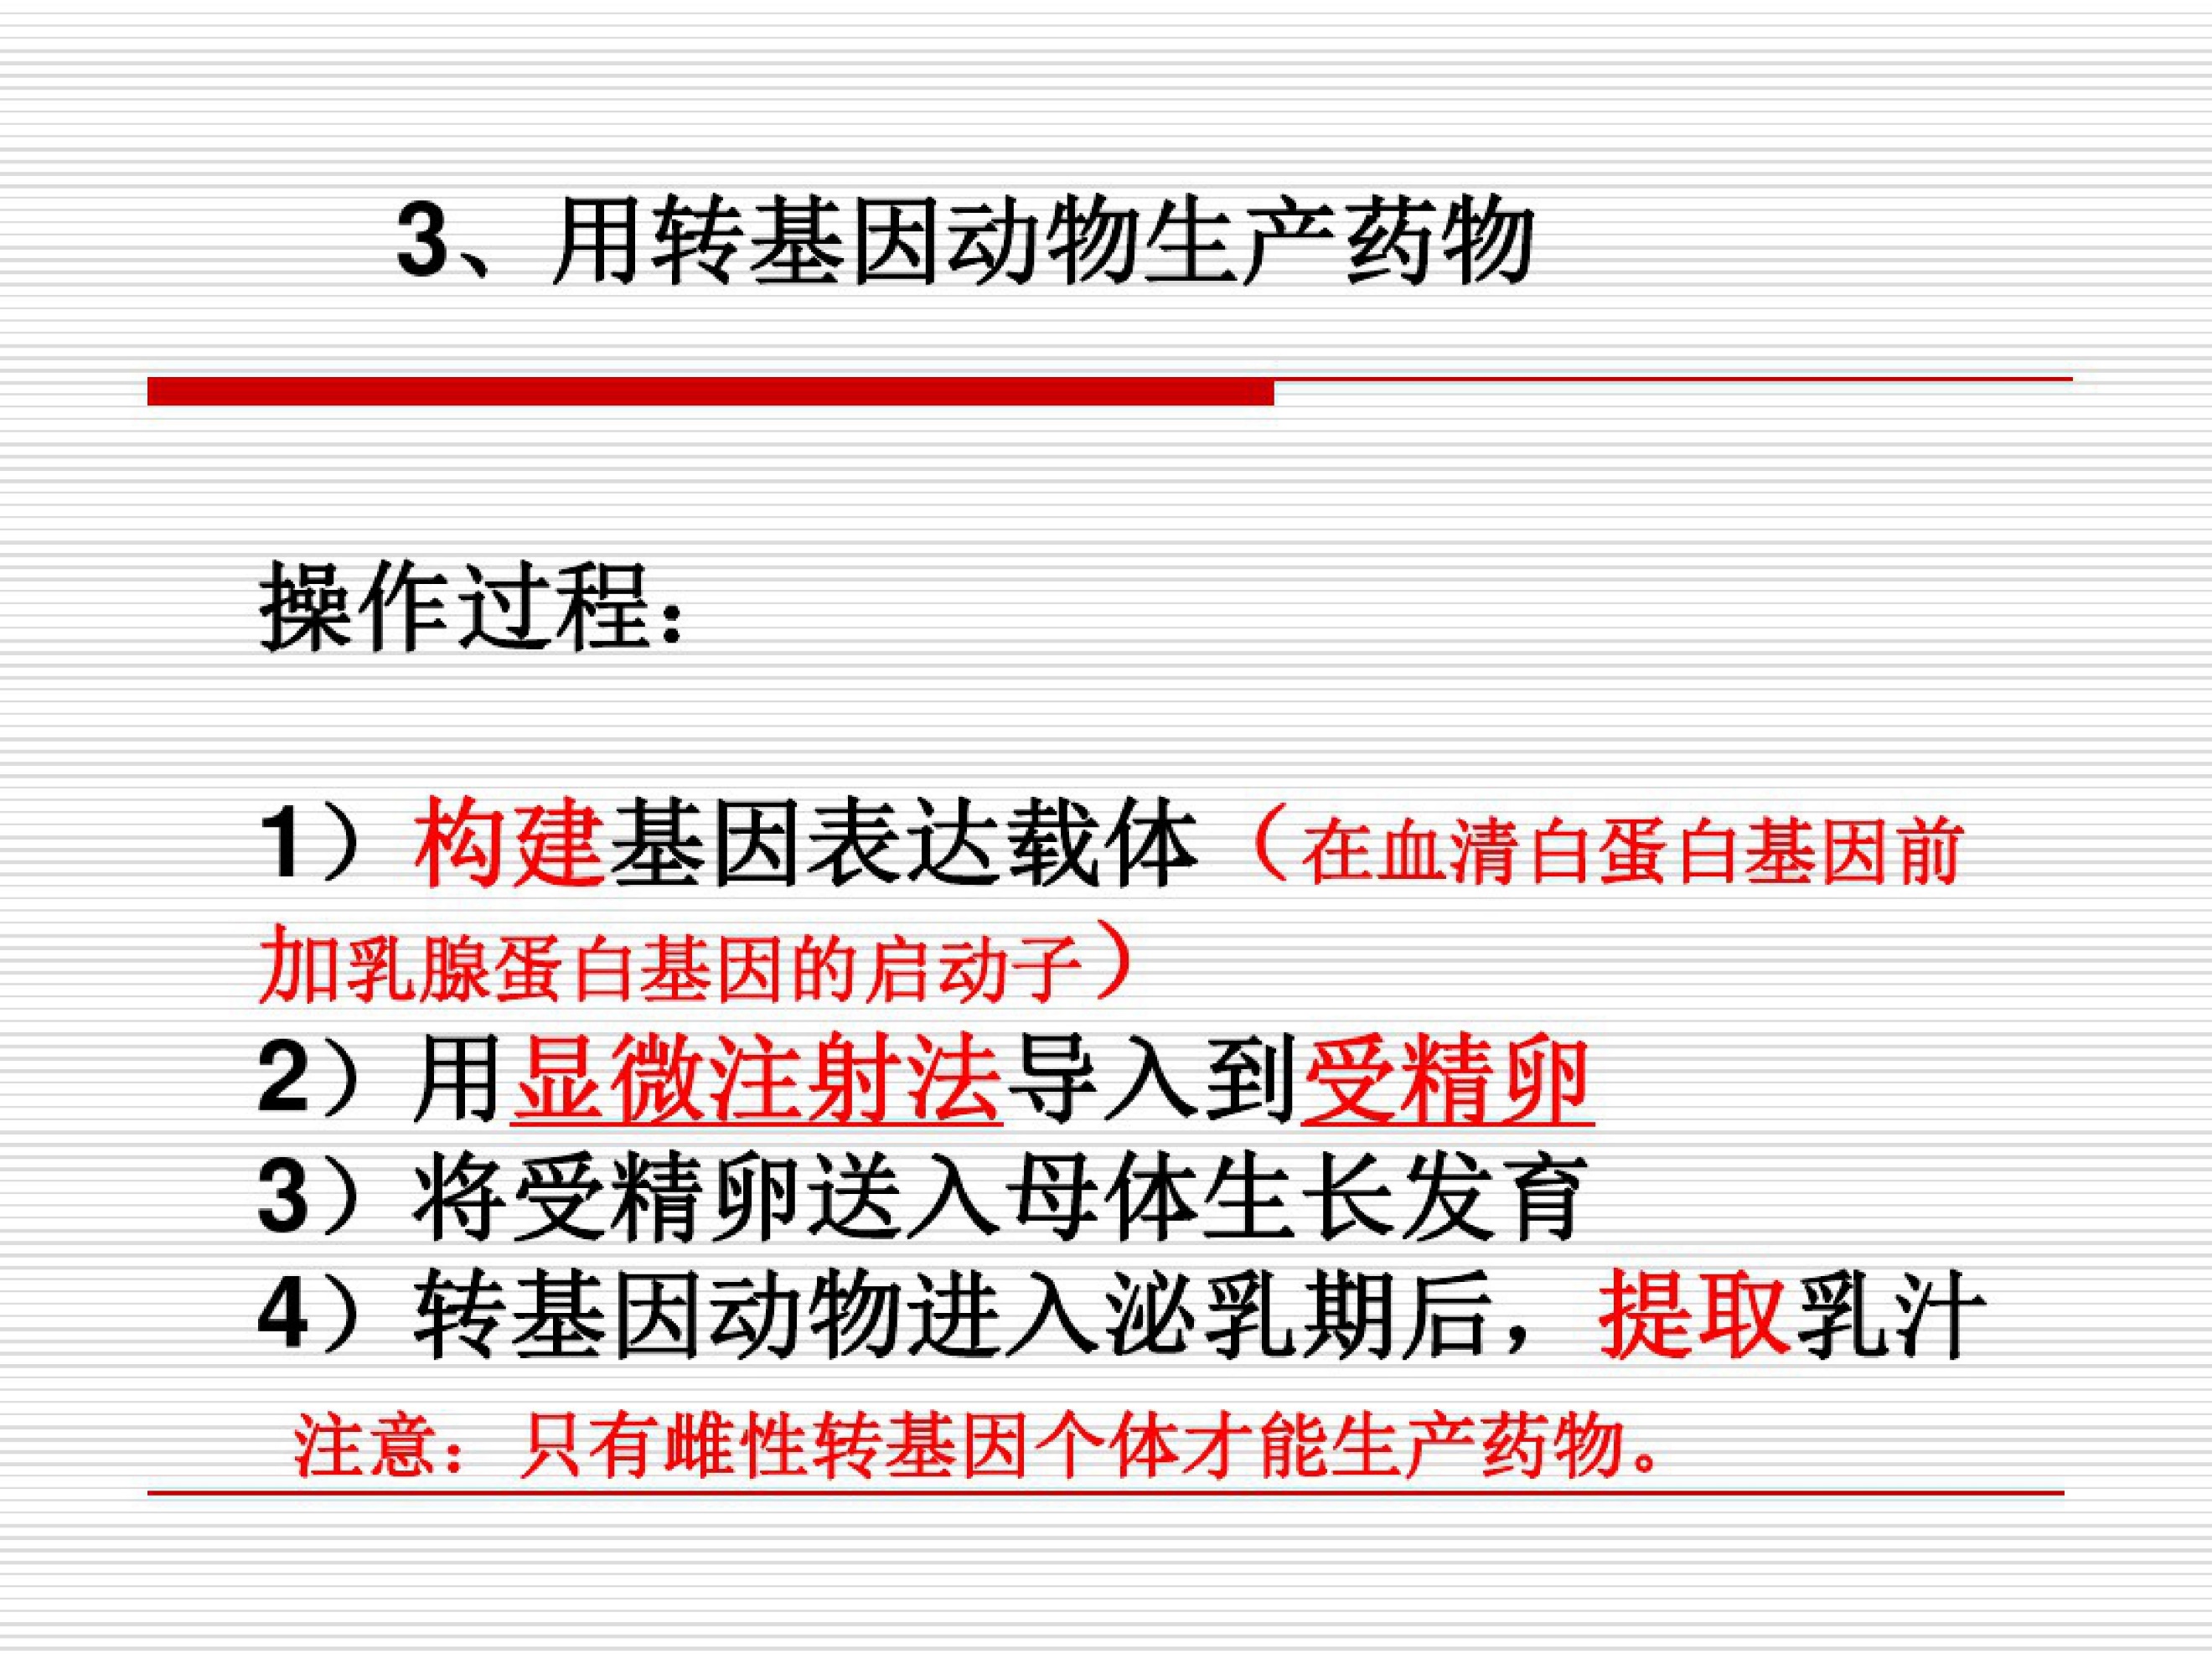 3、用转基因动物生产药物
操作过程：
1）构建基因表达载体（在血清白蛋白基因前
加乳腺蛋白基因的启动子）
2）用显微注射法导入到受精卵
3）将受精卵送入母体生长发育
4）转基因动物进入泌乳期后，提取乳汁
注意：只有雌性转基因个体才能生产药物。